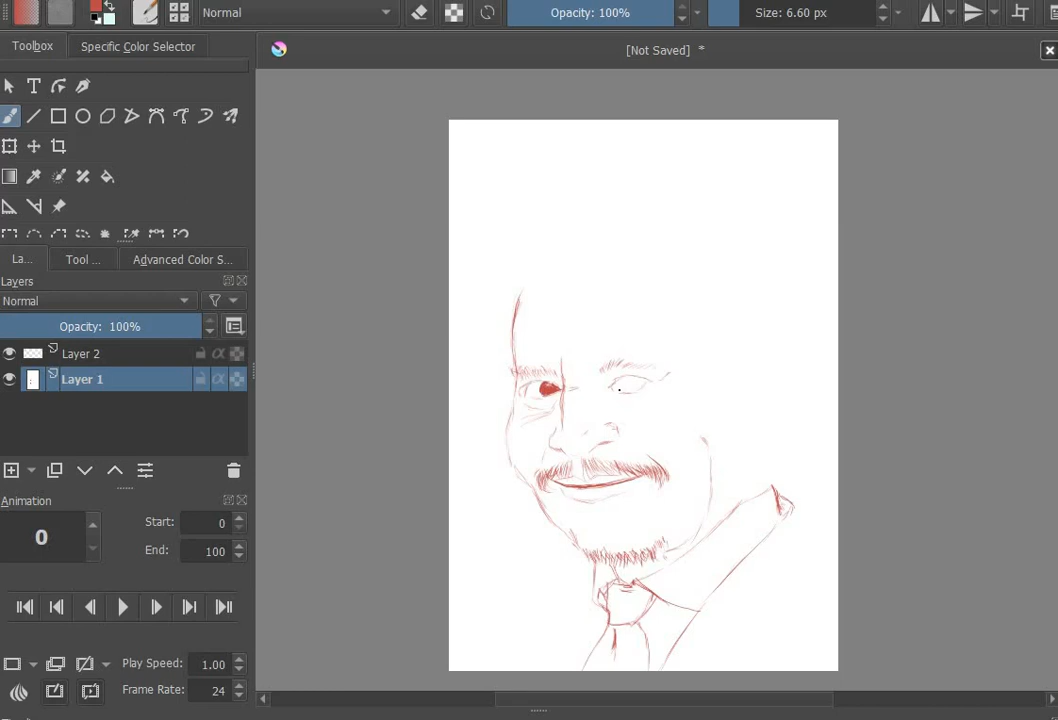 Normal
Opacity: 100%
Size: 6.60 px
Toolbox
Specific Color Selector
[Not Saved] *
La...
Tool ...
Advanced Color S...
Layers
Normal
Opacity: 100%
Layer 2
Layer 1
Animation
0
Start: 0
End: 100
Play Speed: 1.00
Frame Rate: 24